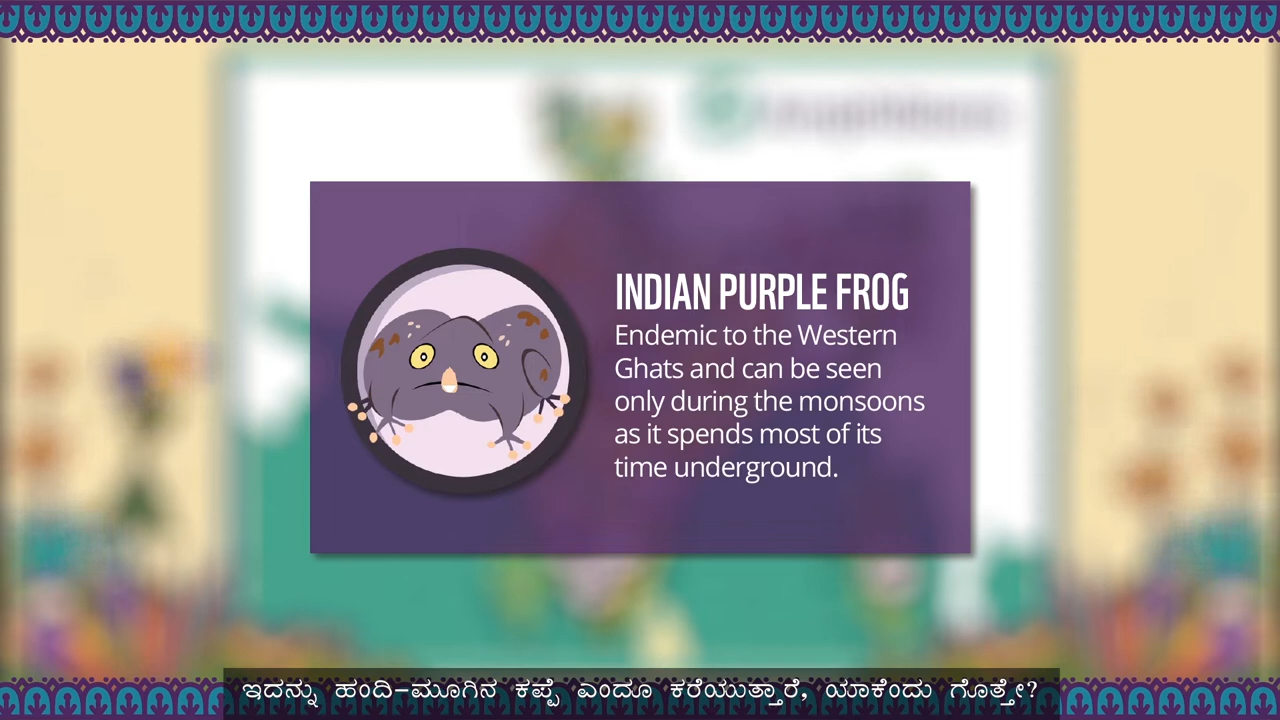 INDIAN PURPLE FROG
Endemic to the Western
Ghats and can be seen
only during the monsoons
as it spends most of its
time underground.
ಇದನ್ನು ಹಂದಿ-ಮೂಗಿನ ಕಪ್ಪೆ ಎಂದೂ ಕರೆಯುತ್ತಾರೆ, ಯಾಕೆಂದು ಗೊತ್ತೇ?